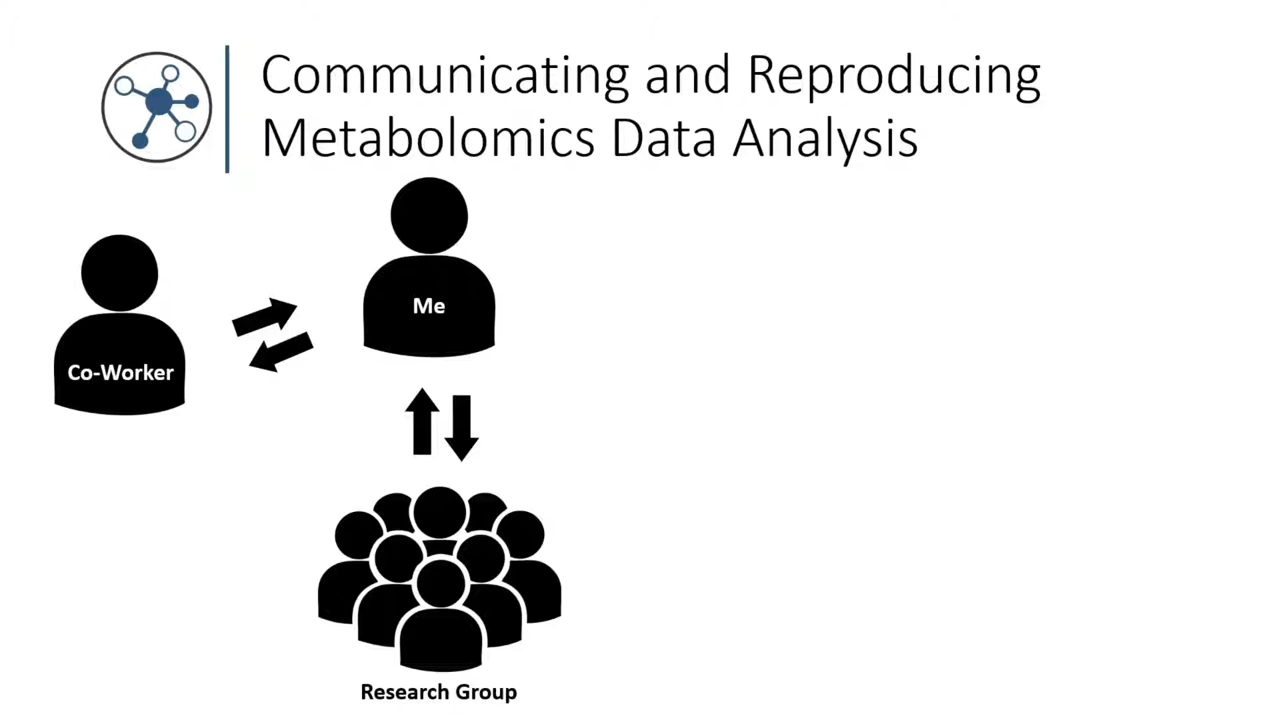 Communicating and Reproducing
Metabolomics Data Analysis
Me
Co-Worker
Research Group